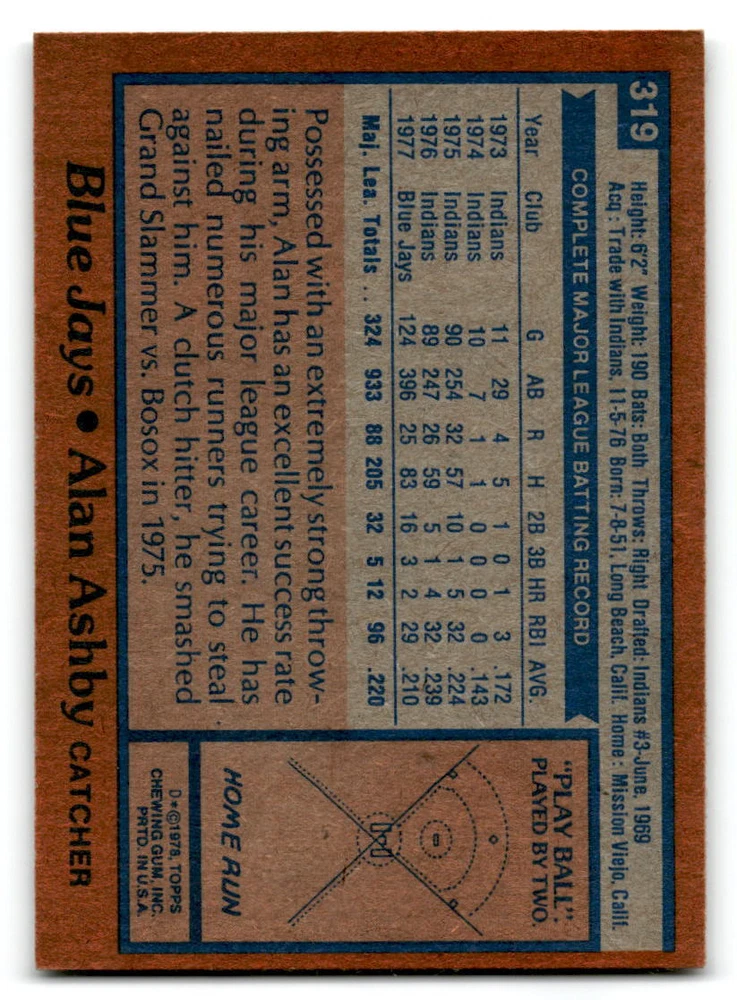 319
Height: 6'2" Weight: 190 Bats: Both Throws: Right Drafted: Indians #3-June, 1969
Acq: Trade with Indians, 11-5-76 Born: 7-8-51, Long Beach, Calif. Home: Mission Viejo, Calif.
COMPLETE MAJOR LEAGUE BATTING RECORD
Year Club G AB R H 2B 3B HR RBI AVG.
1973 Indians 11 29 4 5 1 0 1 3 .172
1974 Indians 10 7 1 1 0 0 0 0 .143
1975 Indians 90 254 32 57 10 1 5 32 .224
1976 Indians 89 247 26 59 5 1 4 32 .239
1977 Blue Jays 124 396 25 83 16 3 2 29 .210
Maj. Lea. Totals .. 324 933 88 205 32 5 12 96 .220
Possessed with an extremely strong throw-
ing arm, Alan has an excellent success rate
during his major league career. He has
nailed numerous runners trying to steal
against him. A clutch hitter, he smashed
Grand Slammer vs. Bosox in 1975.
"PLAY BALL":
PLAYED BY TWO.
HOME RUN
D*©1978, TOPPS
CHEWING GUM, INC.
PRTD. IN U.S.A.
Blue Jays • Alan Ashby CATCHER